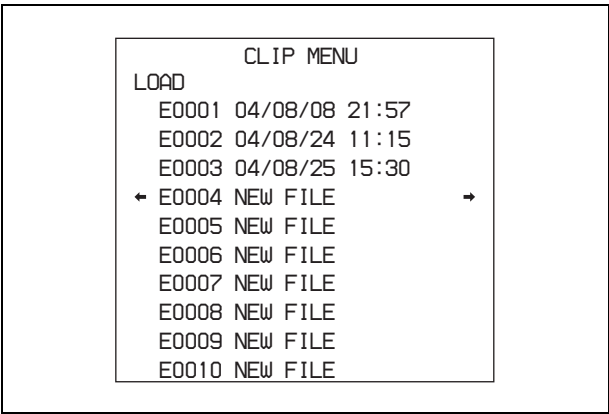 CLIP MENU
LOAD
E0001 04/08/08 21:57
E0002 04/08/24 11:15
E0003 04/08/25 15:30
← E0004 NEW FILE →
E0005 NEW FILE
E0006 NEW FILE
E0007 NEW FILE
E0008 NEW FILE
E0009 NEW FILE
E0010 NEW FILE